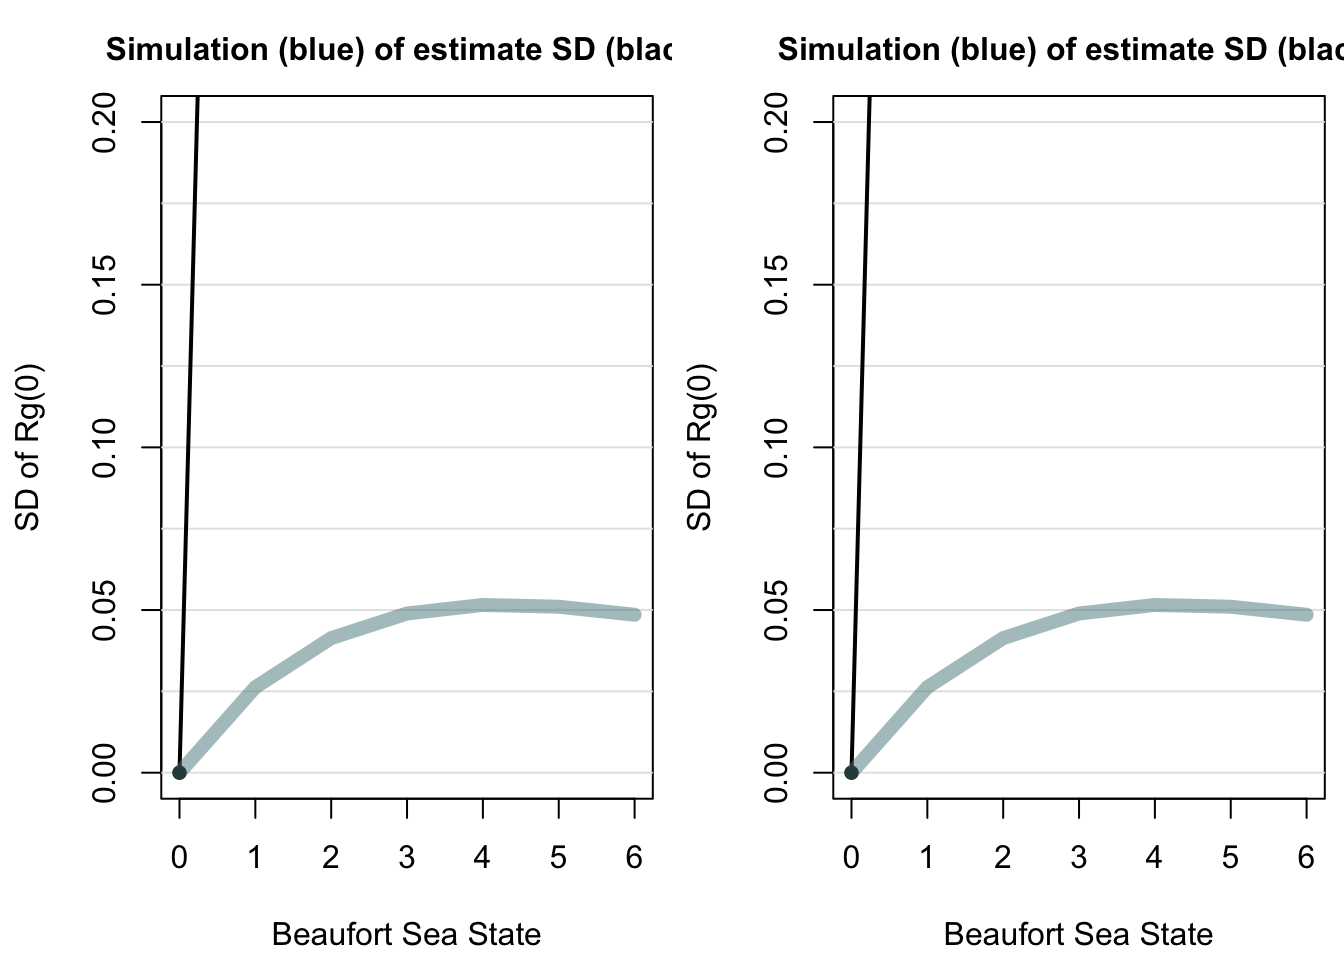 Simulation (blue) of estimate SD (blac
SD of Rg(0)
0.20
0.15
0.10
0.05
0.00
0 1 2 3 4 5 6
Beaufort Sea State
Simulation (blue) of estimate SD (blac
SD of Rg(0)
0.20
0.15
0.10
0.05
0.00
0 1 2 3 4 5 6
Beaufort Sea State